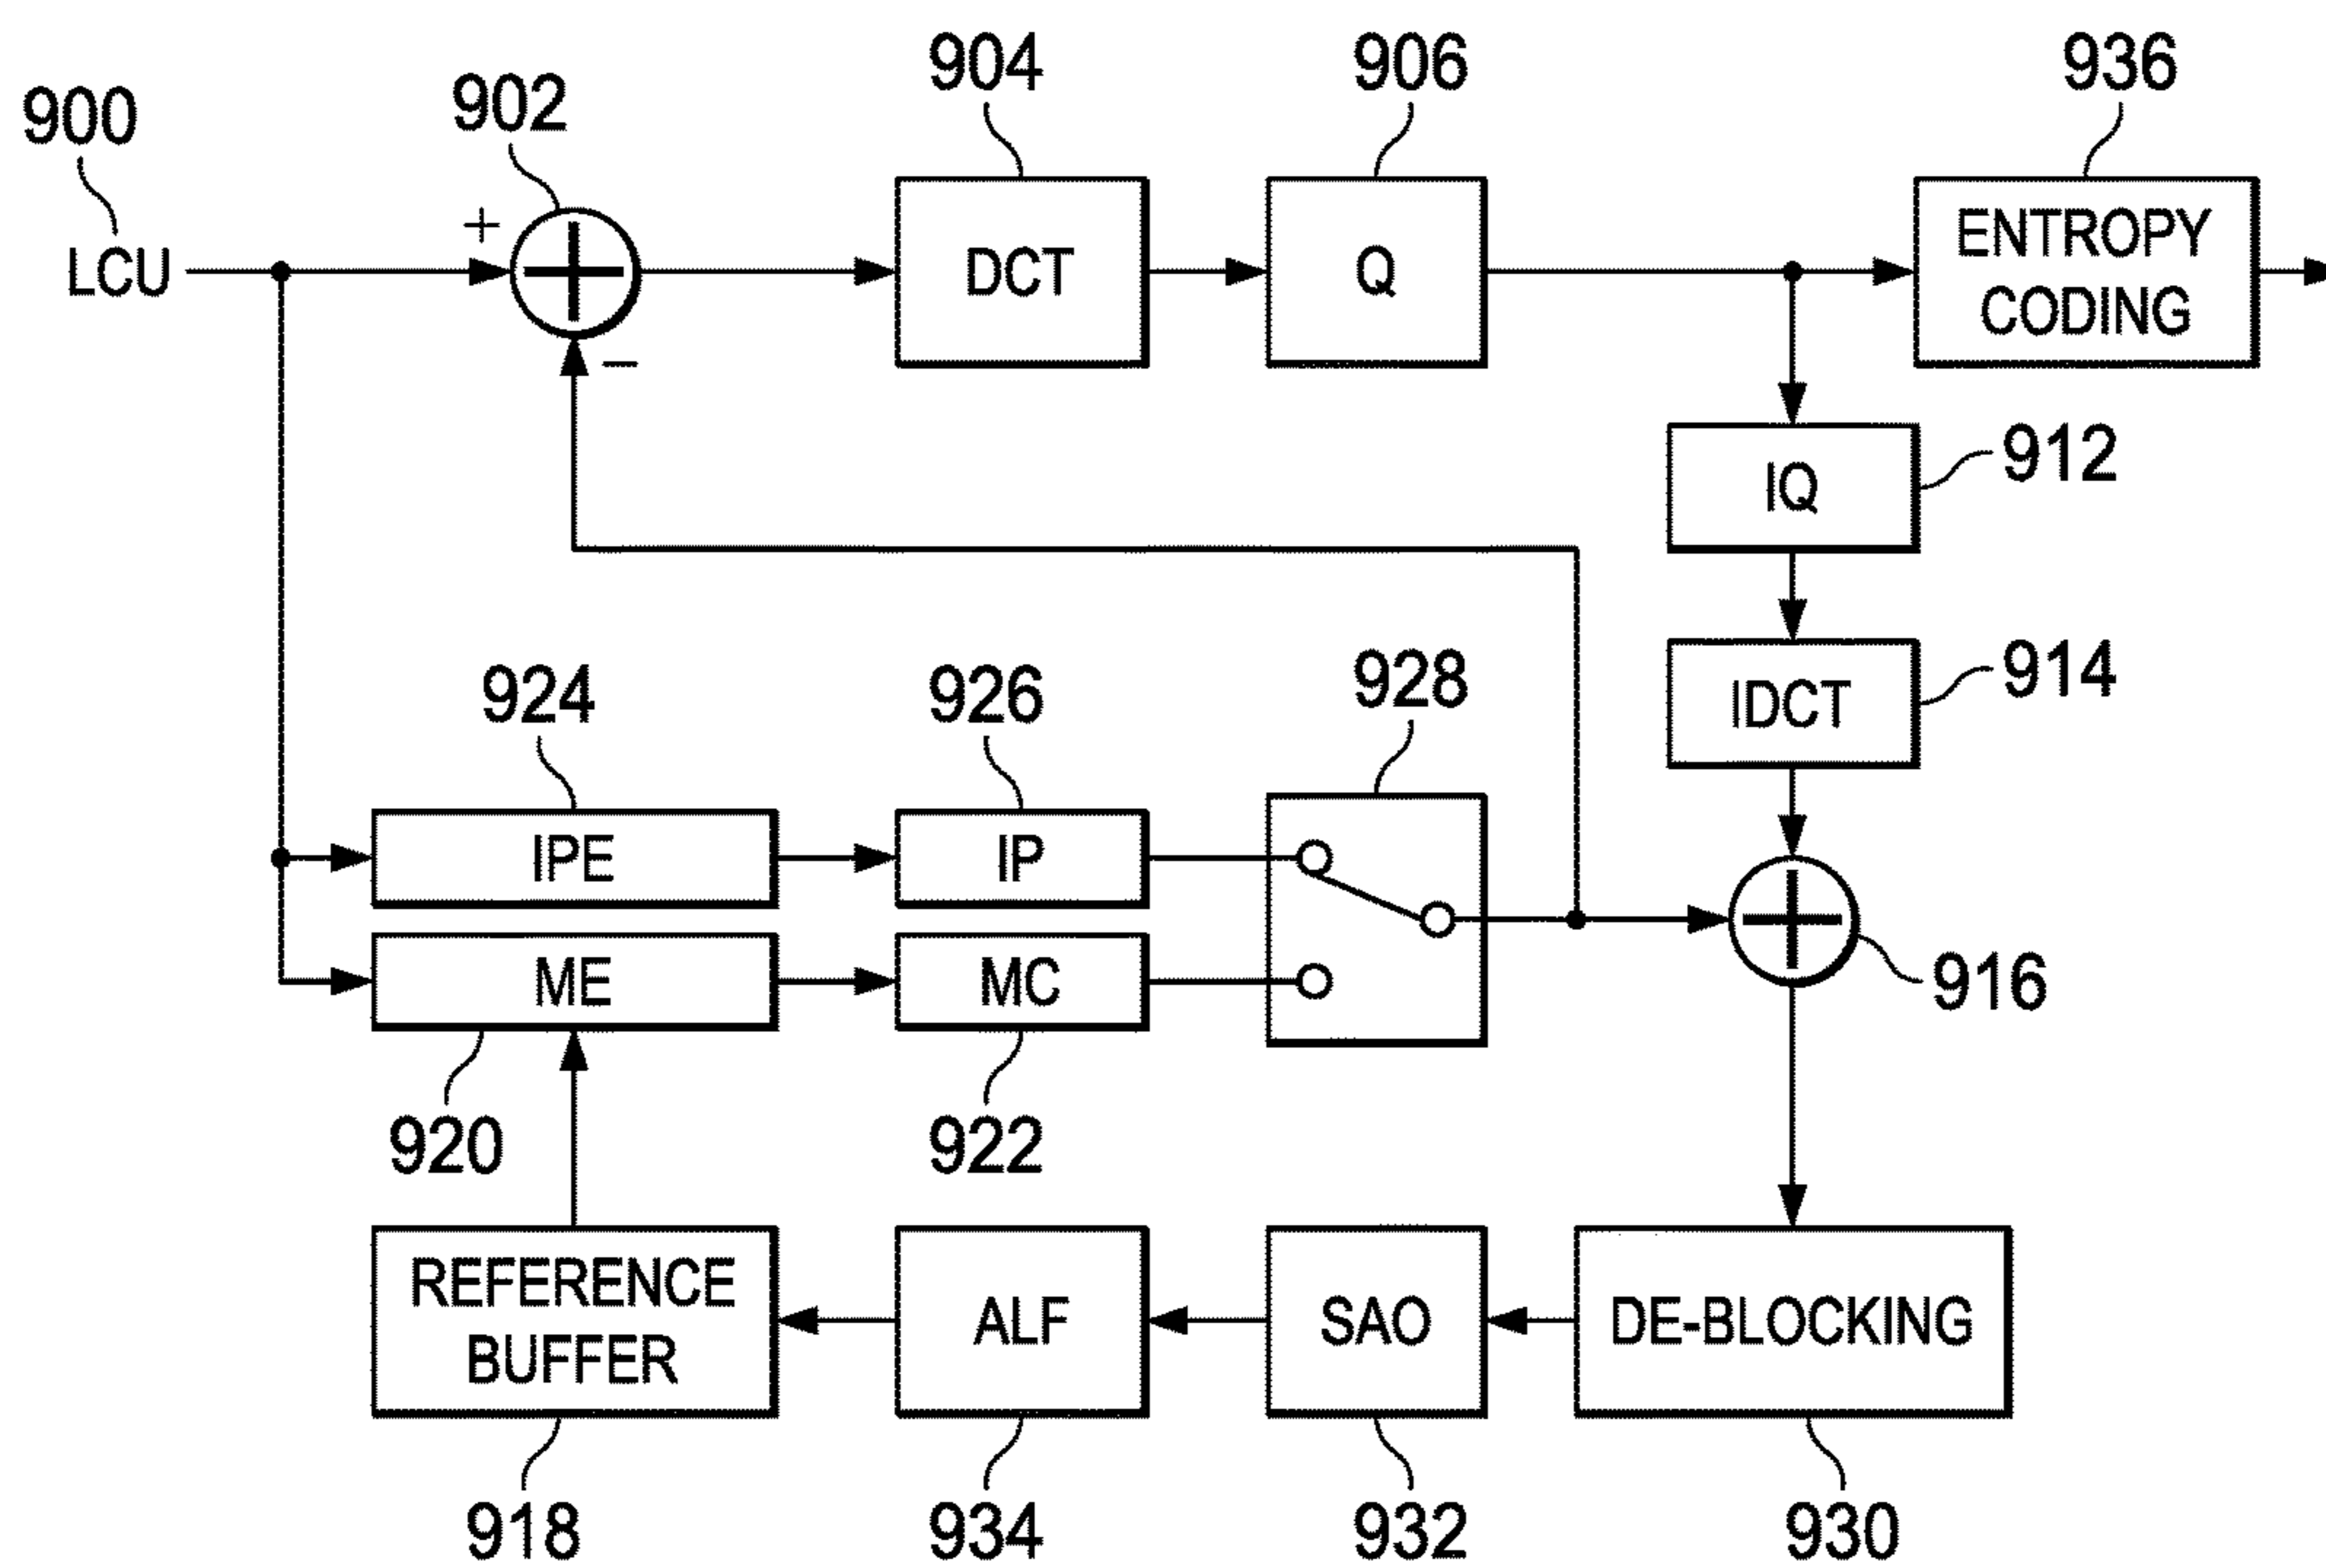 904
906
936
902
900
+
LCU
DCT
Q
ENTROPY
CODING
−
912
IQ
914
IDCT
924
926
928
IPE
IP
ME
MC
916
920
922
REFERENCE
BUFFER
ALF
SAO
DE-BLOCKING
918
934
932
930